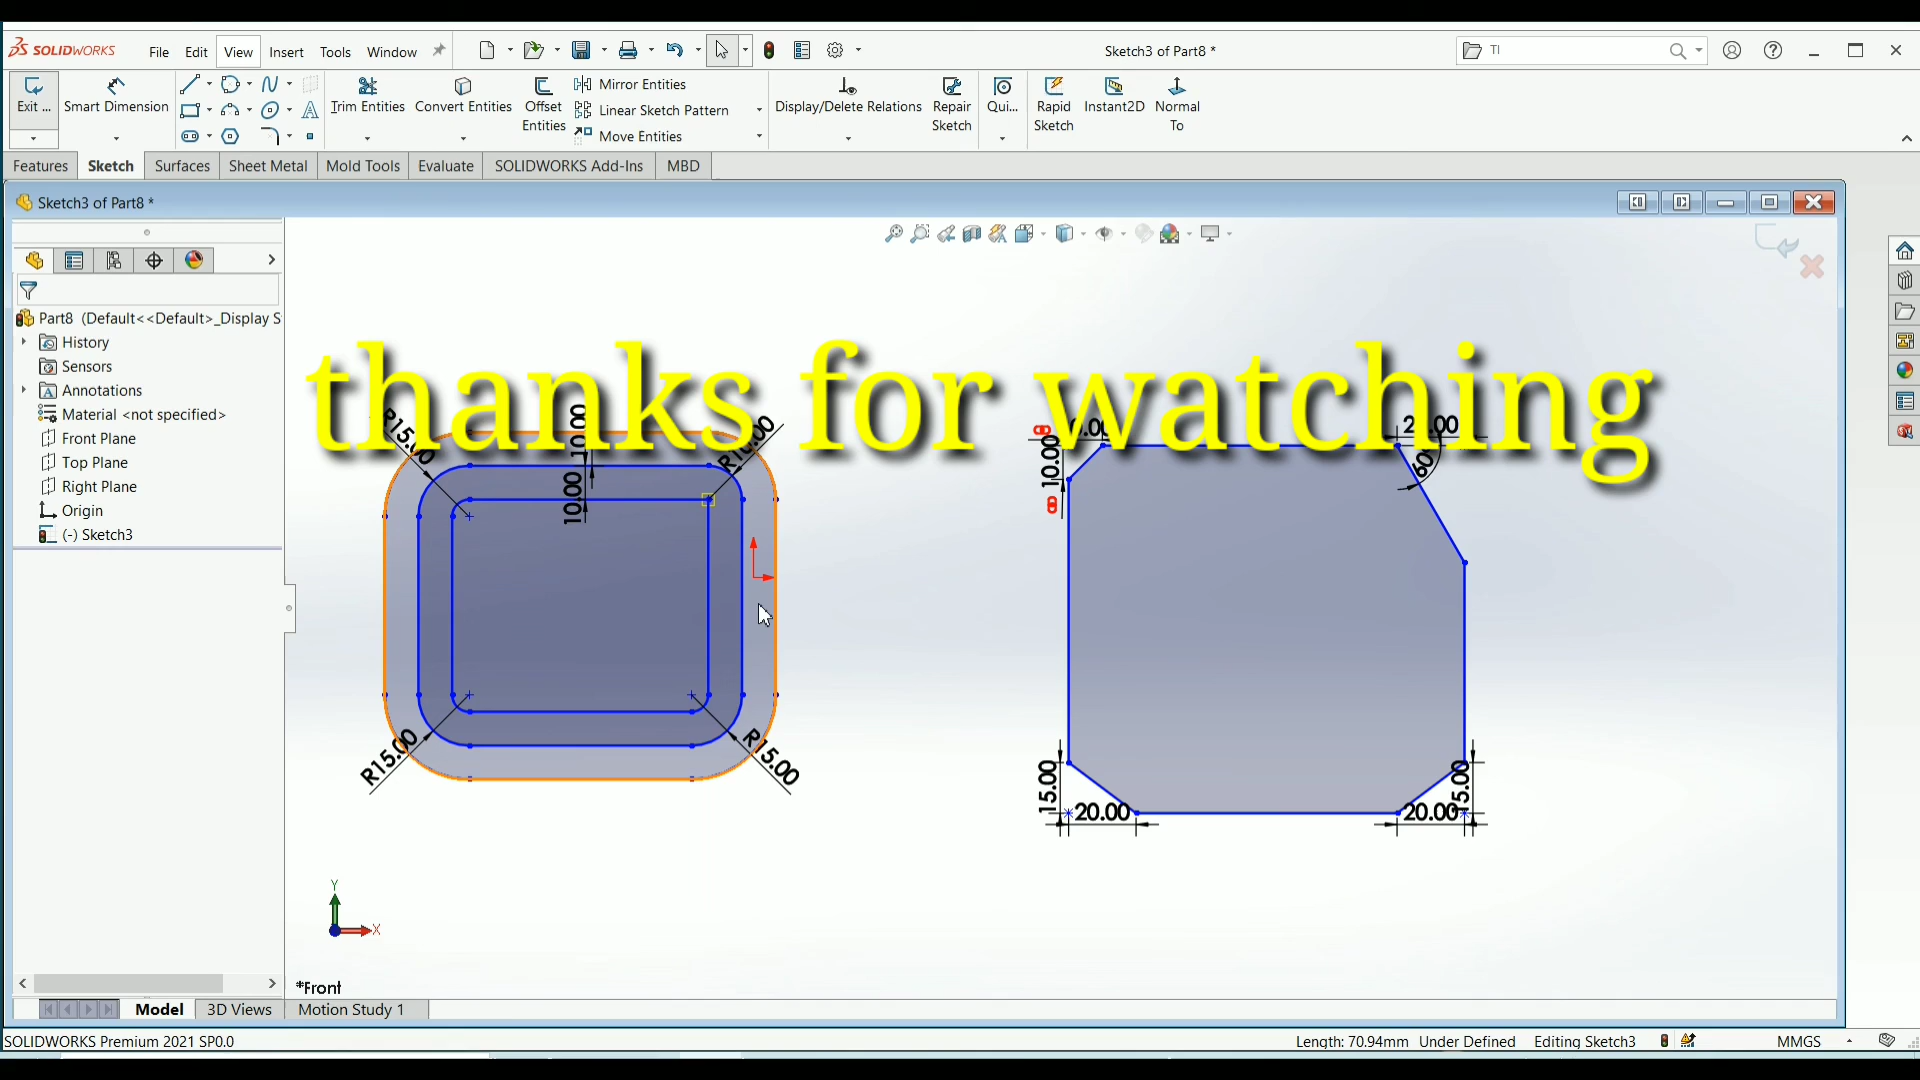 SOLIDWORKS File Edit View Insert Tools Window Sketch3 of Part8 * TI
Exit ... Smart Dimension Trim Entities Convert Entities Offset Entities Mirror Entities Linear Sketch Pattern Move Entities Display/Delete Relations Repair Sketch Qui... Rapid Sketch Instant2D Normal To
Features Sketch Surfaces Sheet Metal Mold Tools Evaluate SOLIDWORKS Add-Ins MBD
Sketch3 of Part8 *
Part8 (Default<<Default>_Display S
History
Sensors
Annotations
Material <not specified>
Front Plane
Top Plane
Right Plane
Origin
(-) Sketch3
thanks for watching
R15.00
10.00
10.00
R10.00
R15.00
R15.00
10.00
15.00
20.00
20.00
Y
X
*Front
Model 3D Views Motion Study 1
SOLIDWORKS Premium 2021 SP0.0 Length: 70.94mm Under Defined Editing Sketch3 MMGS